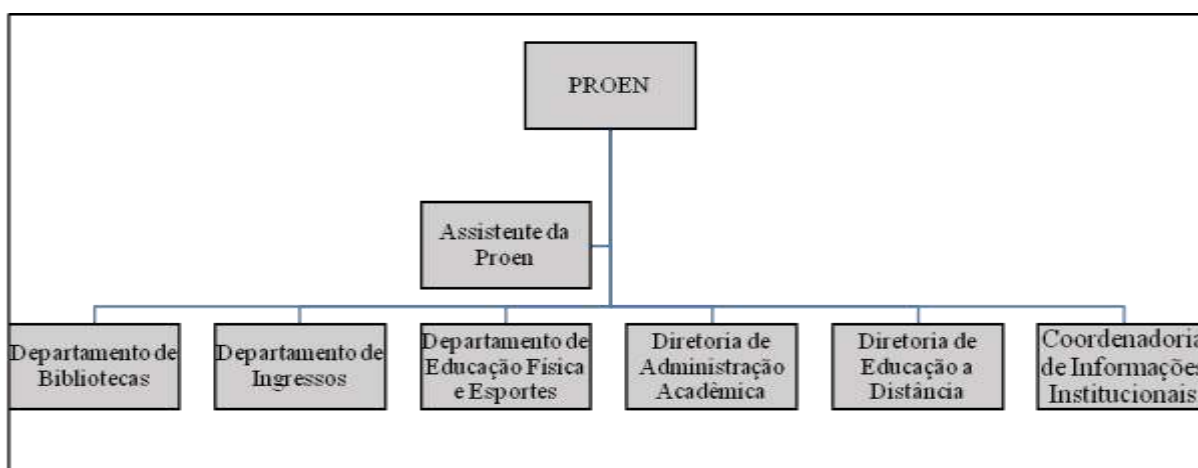 PROEN
Assistente da
Proen
Departamento de
Bibliotecas
Departamento de
Ingressos
Departamento de
Educação Física
e Esportes
Diretoria de
Administração
Acadêmica
Diretoria de
Educação a
Distância
Coordenadoria
de Informações
Institucionais